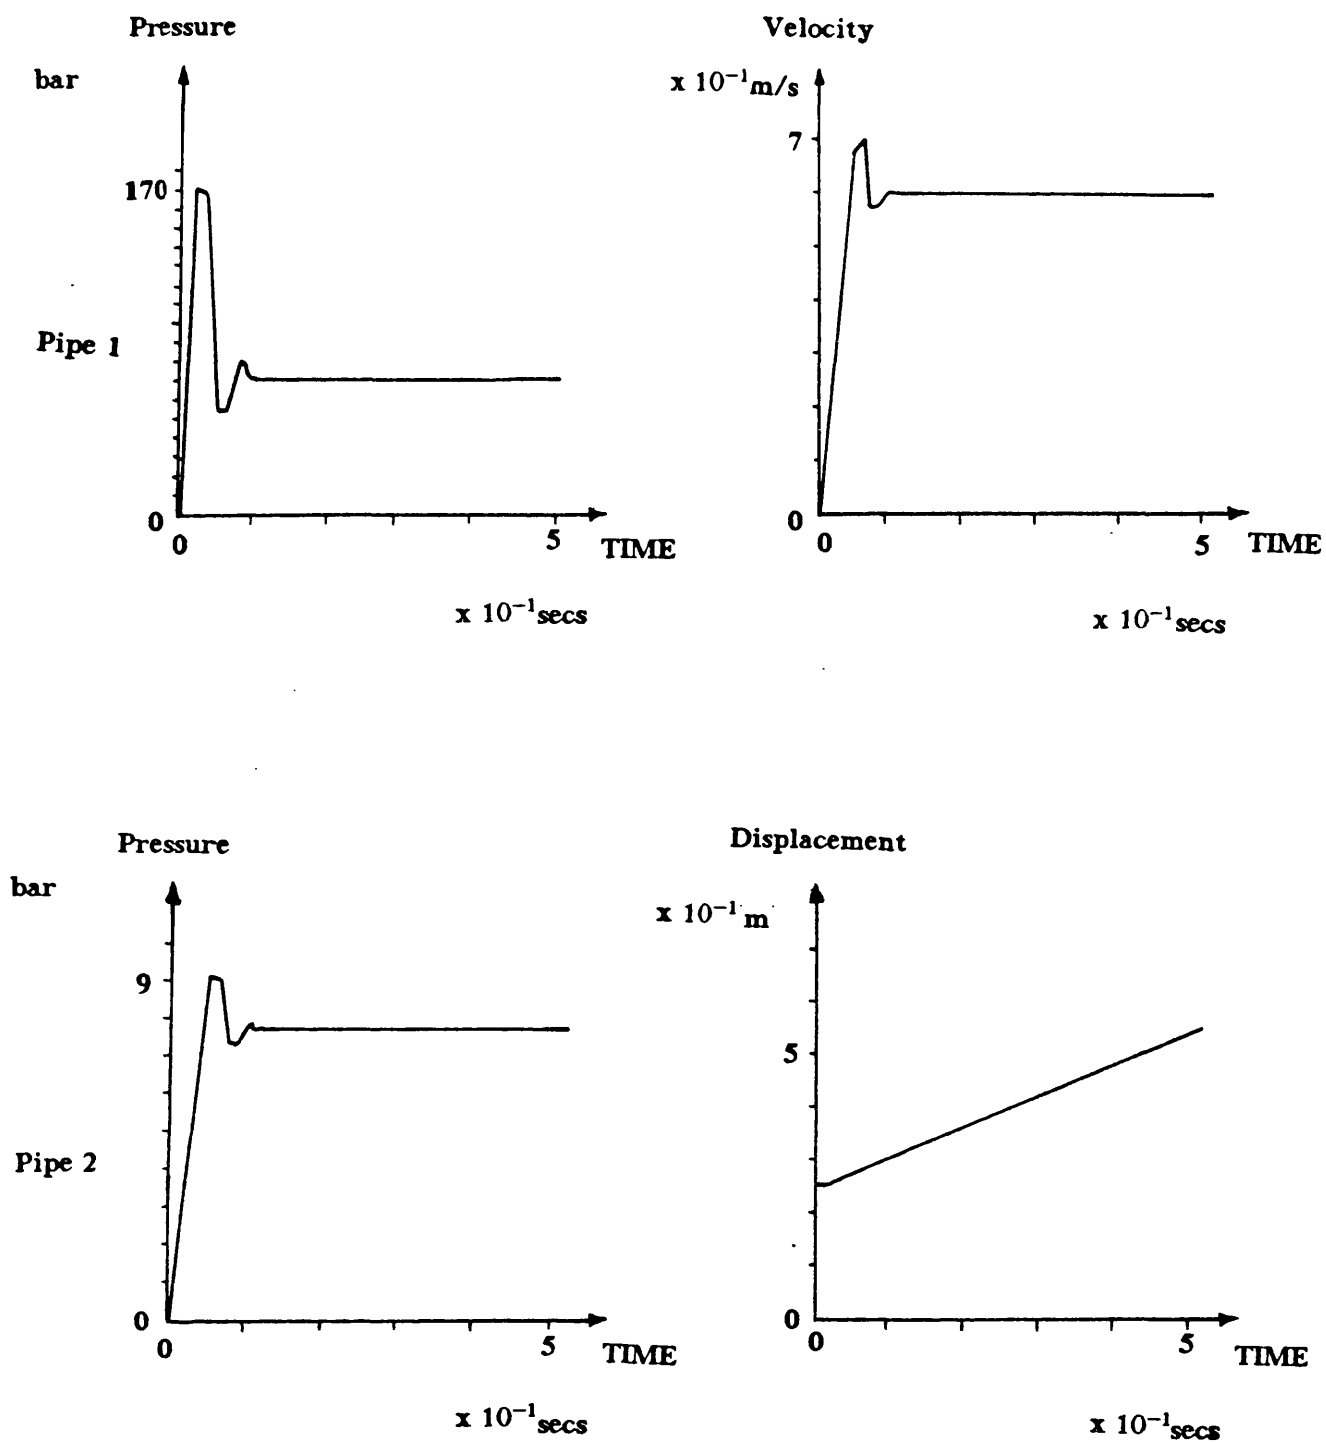 Pressure
bar
170
Pipe 1
0
0
5
TIME
x 10⁻¹secs
Velocity
x 10⁻¹m/s
7
0
0
5
TIME
x 10⁻¹secs
Pressure
bar
9
Pipe 2
0
0
5
TIME
x 10⁻¹secs
Displacement
x 10⁻¹m
5
0
0
5
TIME
x 10⁻¹secs